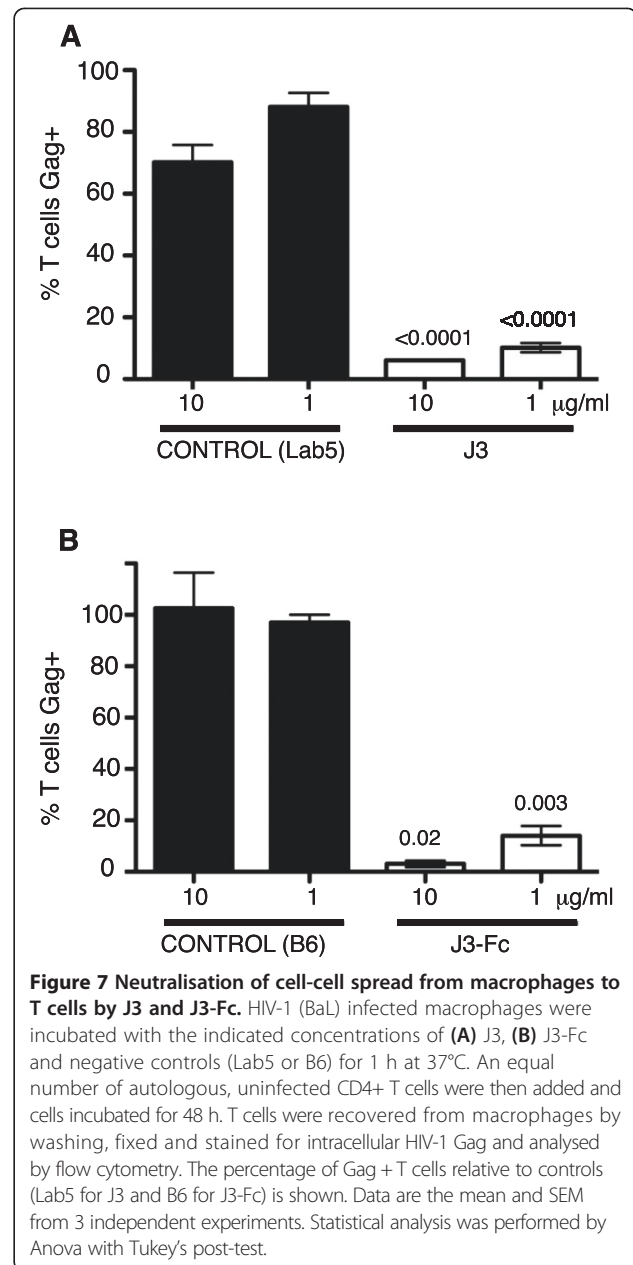 A
100
80
60
40
20
0
% T cells Gag+
<0.0001
<0.0001
10 1 10 1 μg/ml
CONTROL (Lab5) J3
B
100
80
60
40
20
0
% T cells Gag+
0.02
0.003
10 1 10 1 μg/ml
CONTROL (B6) J3-Fc
Figure 7 Neutralisation of cell-cell spread from macrophages to
T cells by J3 and J3-Fc. HIV-1 (BaL) infected macrophages were
incubated with the indicated concentrations of (A) J3, (B) J3-Fc
and negative controls (Lab5 or B6) for 1 h at 37°C. An equal
number of autologous, uninfected CD4+ T cells were then added and
cells incubated for 48 h. T cells were recovered from macrophages by
washing, fixed and stained for intracellular HIV-1 Gag and analysed
by flow cytometry. The percentage of Gag + T cells relative to controls
(Lab5 for J3 and B6 for J3-Fc) is shown. Data are the mean and SEM
from 3 independent experiments. Statistical analysis was performed by
Anova with Tukey's post-test.